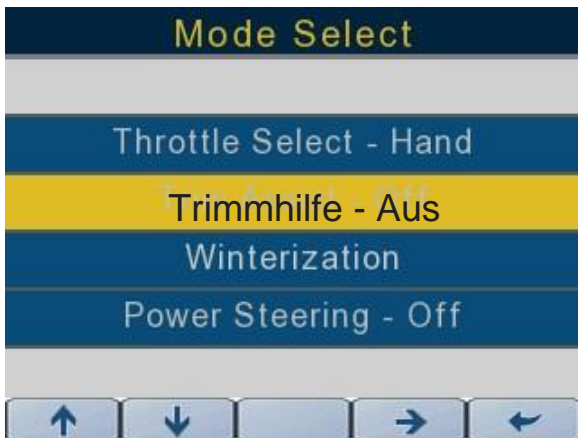 Mode Select
Throttle Select - Hand
Trimmhilfe - Aus
Winterization
Power Steering - Off